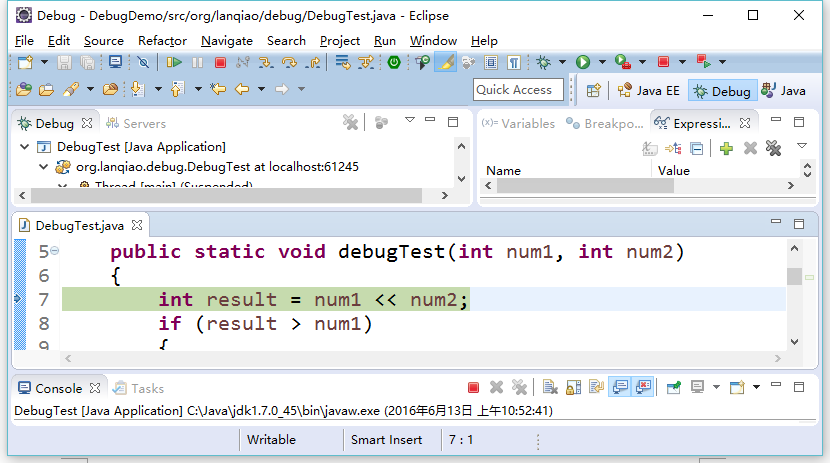 Debug - DebugDemo/src/org/lanqiao/debug/DebugTest.java - Eclipse
File Edit Source Refactor Navigate Search Project Run Window Help
Quick Access
Java EE Debug Java
Debug Servers
(x)= Variables Breakpo... Expressi...
DebugTest [Java Application]
org.lanqiao.debug.DebugTest at localhost:61245
Thread [main] (Suspended)
Name Value
DebugTest.java
5 public static void debugTest(int num1, int num2)
6 {
7 int result = num1 << num2;
8 if (result > num1)
9 {
Console Tasks
DebugTest [Java Application] C:\Java\jdk1.7.0_45\bin\javaw.exe (2016年6月13日 上午10:52:41)
Writable Smart Insert 7 : 1